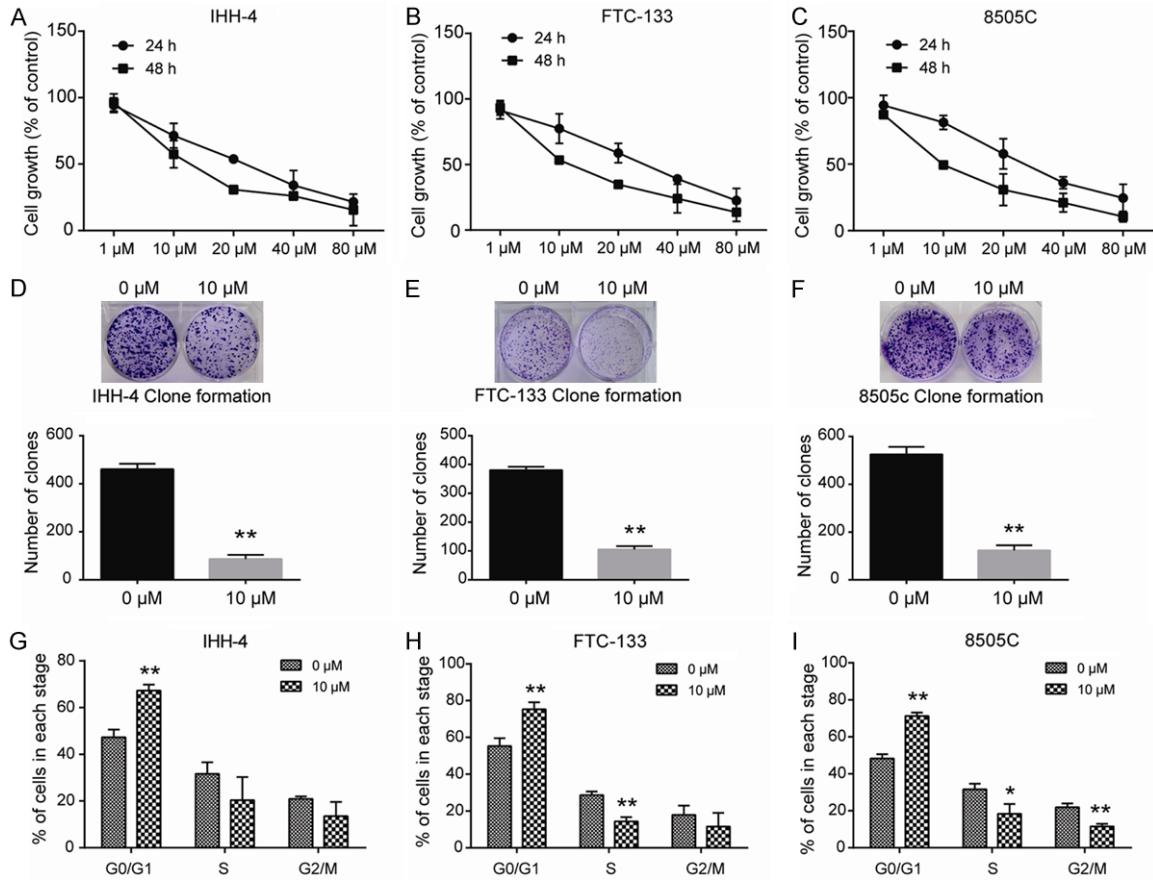 A
IHH-4
Cell growth (% of control)
150
100
50
0
24 h
48 h
1 µM 10 µM 20 µM 40 µM 80 µM
B
FTC-133
Cell growth (% of control)
150
100
50
0
24 h
48 h
1 µM 10 µM 20 µM 40 µM 80 µM
C
8505C
Cell growth (% of control)
150
100
50
0
24 h
48 h
1 µM 10 µM 20 µM 40 µM 80 µM
D
0 µM 10 µM
IHH-4 Clone formation
Number of clones
600
400
200
0
**
0 µM 10 µM
E
0 µM 10 µM
FTC-133 Clone formation
Number of clones
500
400
300
200
100
0
**
0 µM 10 µM
F
0 µM 10 µM
8505c Clone formation
Number of clones
600
400
200
0
**
0 µM 10 µM
G
IHH-4
% of cells in each stage
80
60
40
20
0
**
0 µM
10 µM
G0/G1 S G2/M
H
FTC-133
% of cells in each stage
100
80
60
40
20
0
**
**
0 µM
10 µM
G0/G1 S G2/M
I
8505C
% of cells in each stage
100
80
60
40
20
0
**
*
**
0 µM
10 µM
G0/G1 S G2/M